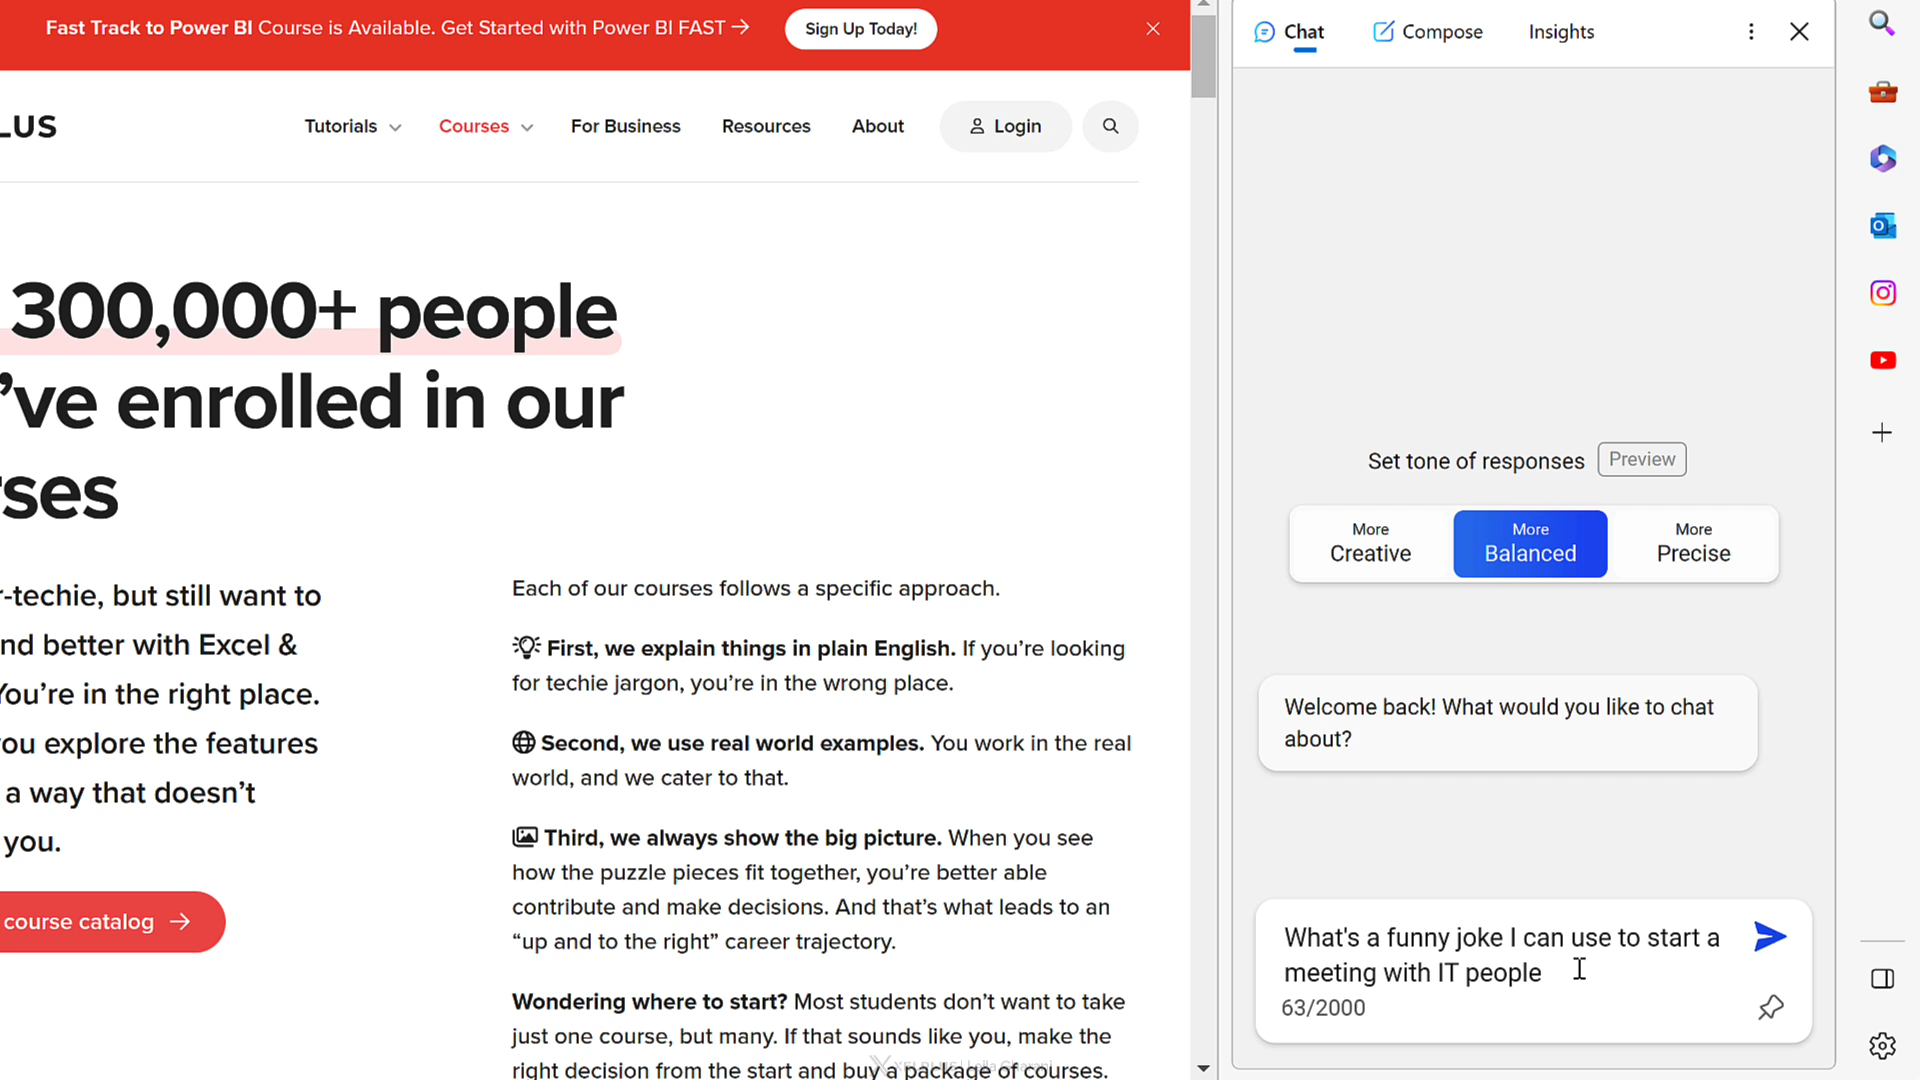 Fast Track to Power BI Course is Available. Get Started with Power BI FAST →
Sign Up Today!
LUS
Tutorials
Courses
For Business
Resources
About
Login
300,000+ people
've enrolled in our
rses
r-techie, but still want to
nd better with Excel &
You're in the right place.
ou explore the features
a way that doesn't
you.
course catalog →
Each of our courses follows a specific approach.
First, we explain things in plain English. If you're looking
for techie jargon, you're in the wrong place.
Second, we use real world examples. You work in the real
world, and we cater to that.
Third, we always show the big picture. When you see
how the puzzle pieces fit together, you're better able
contribute and make decisions. And that's what leads to an
“up and to the right” career trajectory.
Wondering where to start? Most students don't want to take
just one course, but many. If that sounds like you, make the
right decision from the start and buy a package of courses.
XELPLUS | Leila Gharani
Chat
Compose
Insights
Set tone of responses
Preview
More
Creative
More
Balanced
More
Precise
Welcome back! What would you like to chat
about?
What's a funny joke I can use to start a
meeting with IT people
63/2000